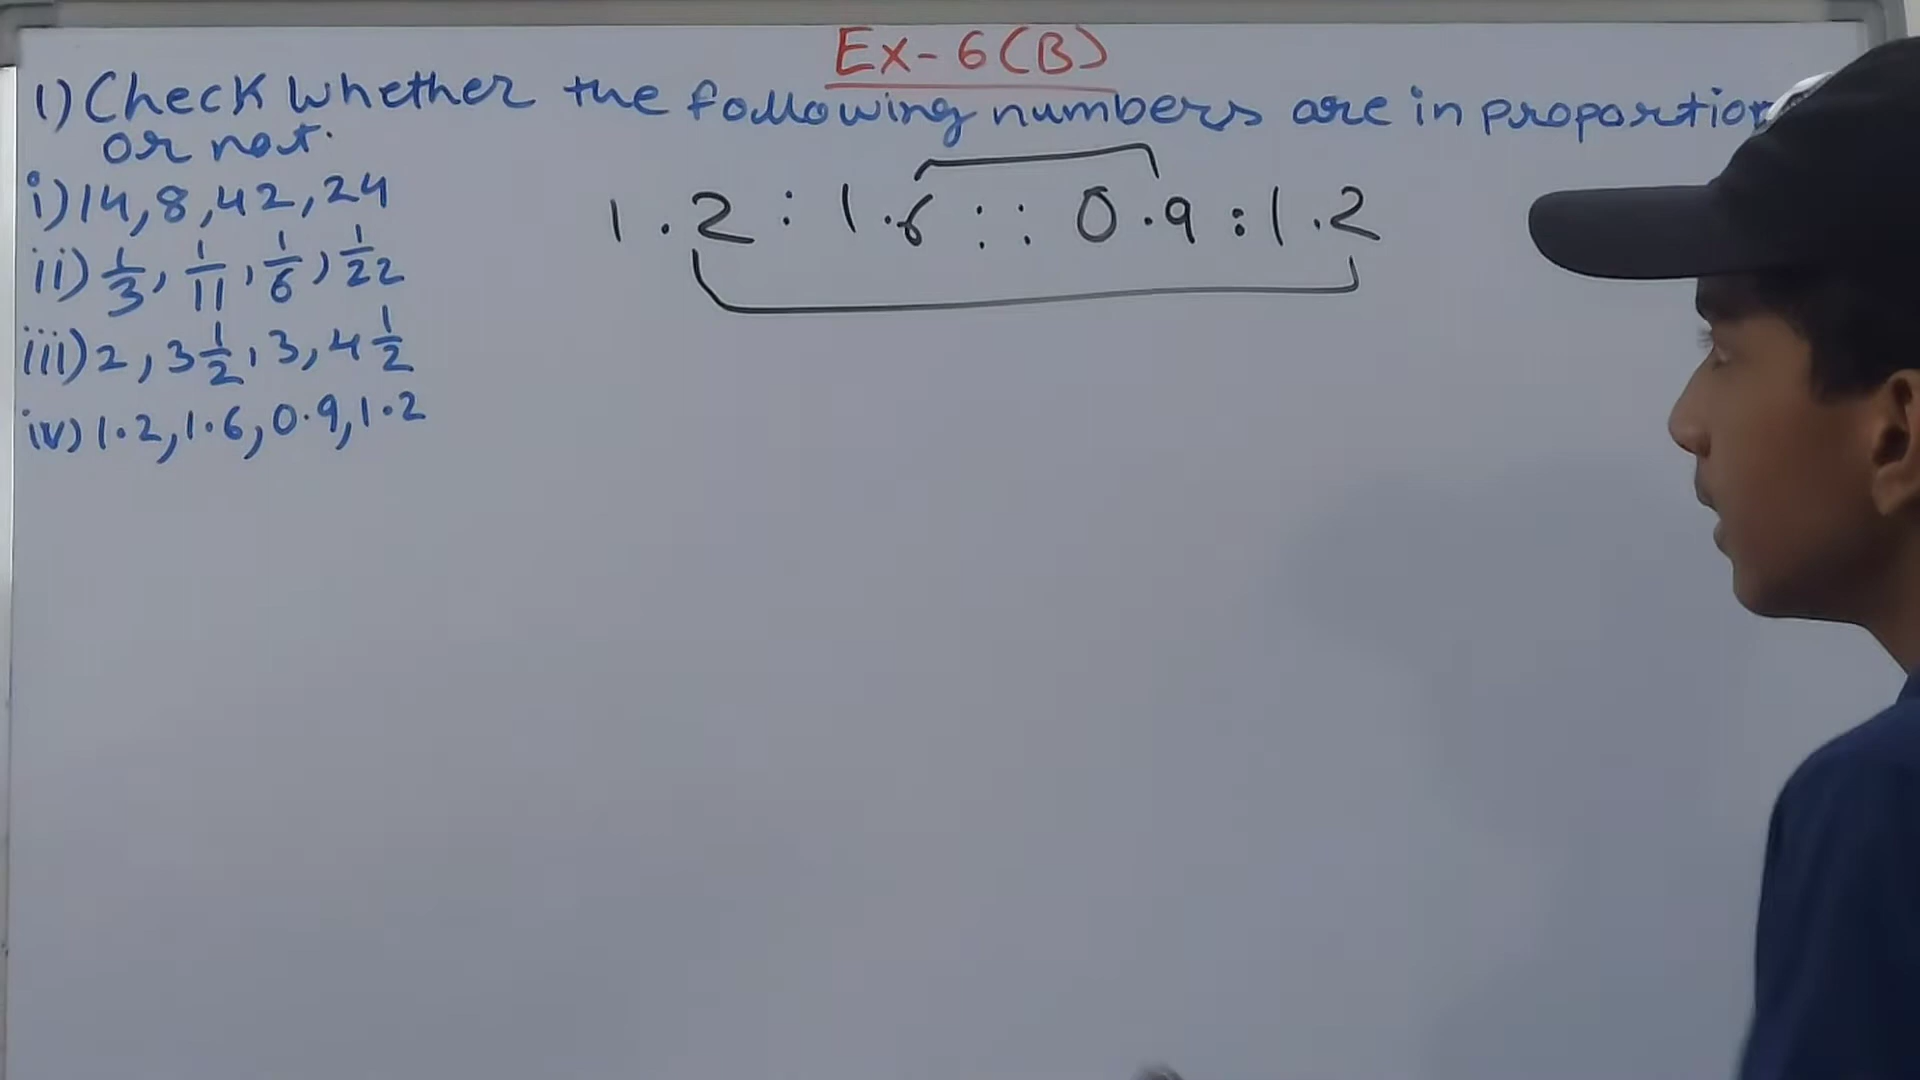 Ex-6(B)
1) Check whether the following numbers are in proportion
or not.
i) 14, 8, 42, 24
ii) 1/3, 1/11, 1/6, 1/22
iii) 2, 3 1/2, 3, 4 1/2
iv) 1.2, 1.6, 0.9, 1.2
1.2 : 1.6 :: 0.9 : 1.2